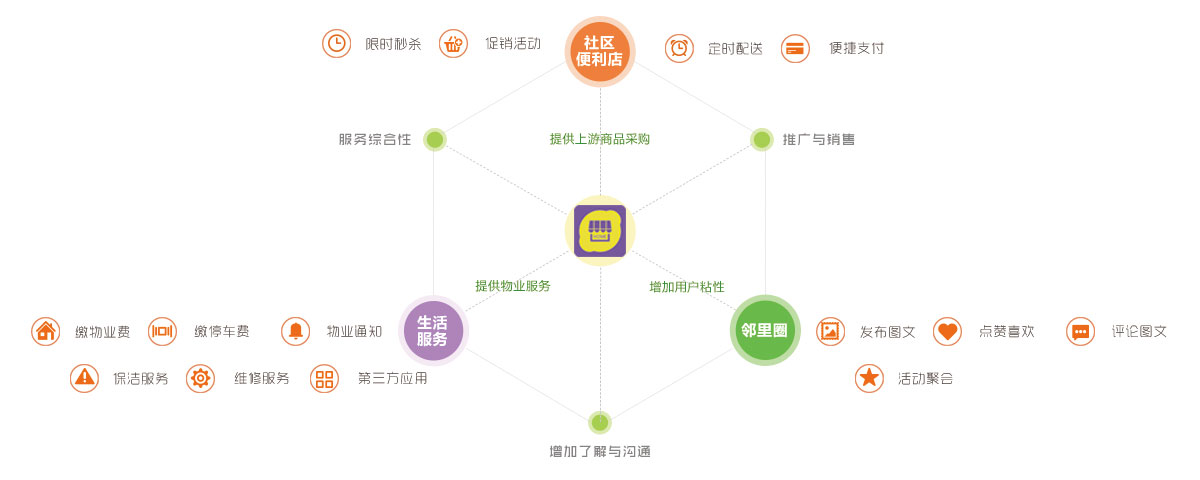 限时秒杀
促销活动
社区
便利店
定时配送
便捷支付
服务综合性
提供上游商品采购
推广与销售
提供物业服务
增加用户粘性
缴物业费
缴停车费
物业通知
生活
服务
邻里圈
发布图文
点赞喜欢
评论图文
保洁服务
维修服务
第三方应用
活动聚会
增加了解与沟通